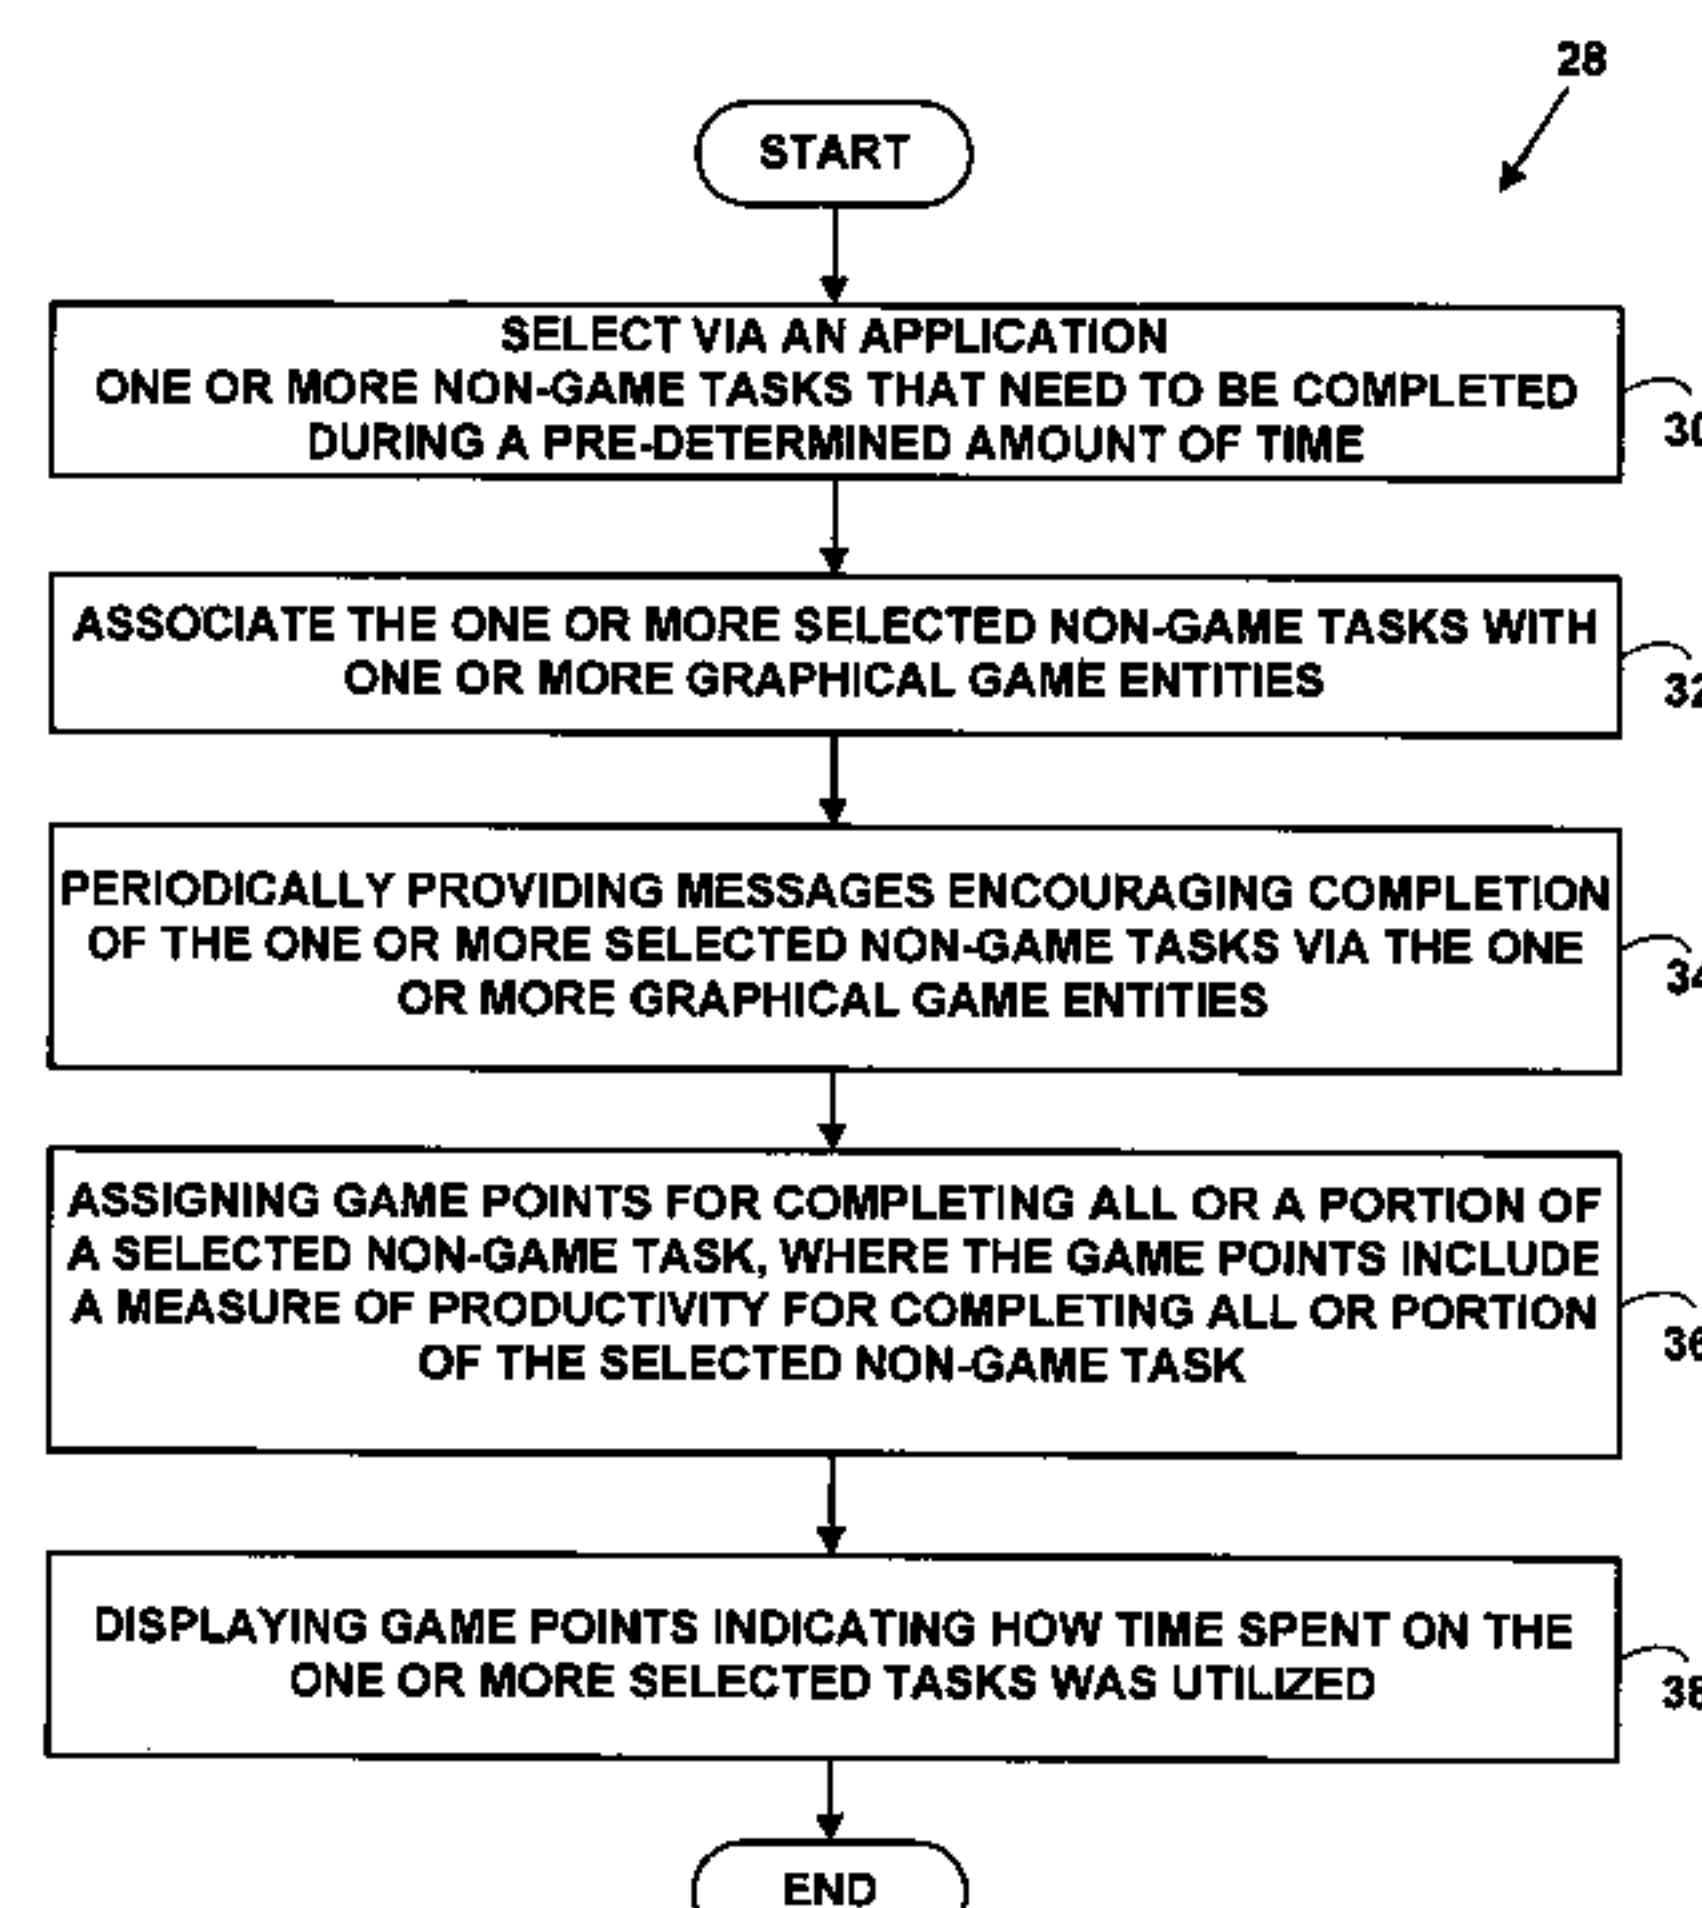 28
START
SELECT VIA AN APPLICATION
ONE OR MORE NON-GAME TASKS THAT NEED TO BE COMPLETED
DURING A PRE-DETERMINED AMOUNT OF TIME
30
ASSOCIATE THE ONE OR MORE SELECTED NON-GAME TASKS WITH
ONE OR MORE GRAPHICAL GAME ENTITIES
32
PERIODICALLY PROVIDING MESSAGES ENCOURAGING COMPLETION
OF THE ONE OR MORE SELECTED NON-GAME TASKS VIA THE ONE
OR MORE GRAPHICAL GAME ENTITIES
34
ASSIGNING GAME POINTS FOR COMPLETING ALL OR A PORTION OF
A SELECTED NON-GAME TASK, WHERE THE GAME POINTS INCLUDE
A MEASURE OF PRODUCTIVITY FOR COMPLETING ALL OR PORTION
OF THE SELECTED NON-GAME TASK
36
DISPLAYING GAME POINTS INDICATING HOW TIME SPENT ON THE
ONE OR MORE SELECTED TASKS WAS UTILIZED
38
END